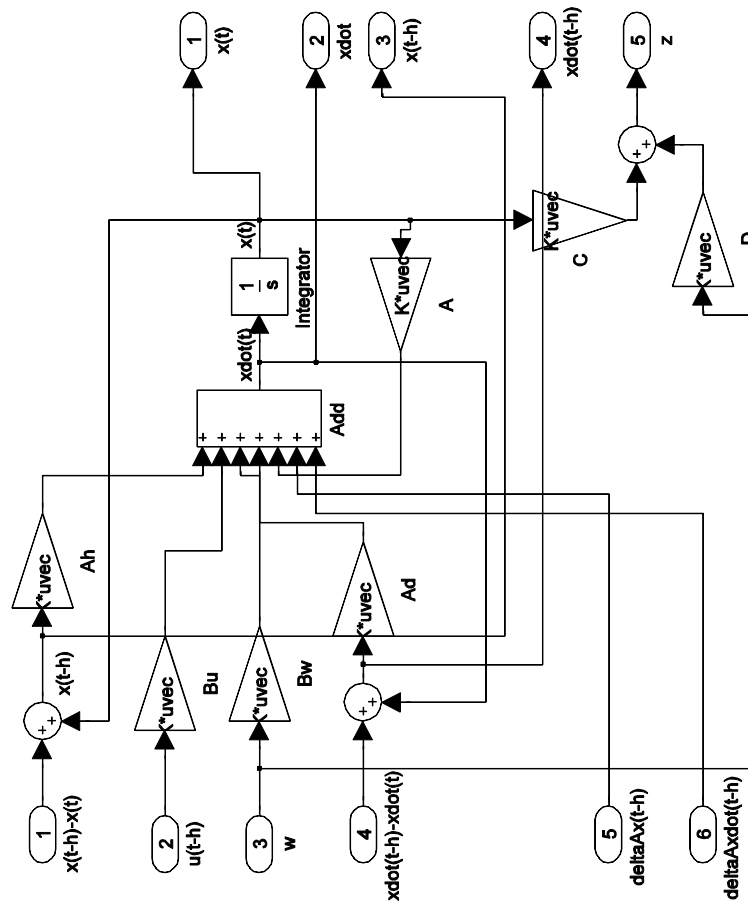 1
x(t)
2
xdot
3
x(t-h)
4
xdot(t-h)
5
z
+
+
K*uvec
K*uvec
C
x(t)
1
s
Integrator
K*uvec
A
xdot(t)
+
+
+
+
+
+
+
Add
K*uvec
Ah
x(t-h)
+
+
K*uvec
Bu
K*uvec
Bw
K*uvec
Ad
+
+
1
x(t-h)-x(t)
2
u(t-h)
3
w
4
xdot(t-h)-xdot(t)
5
deltaAx(t-h)
6
deltaAxdot(t-h)